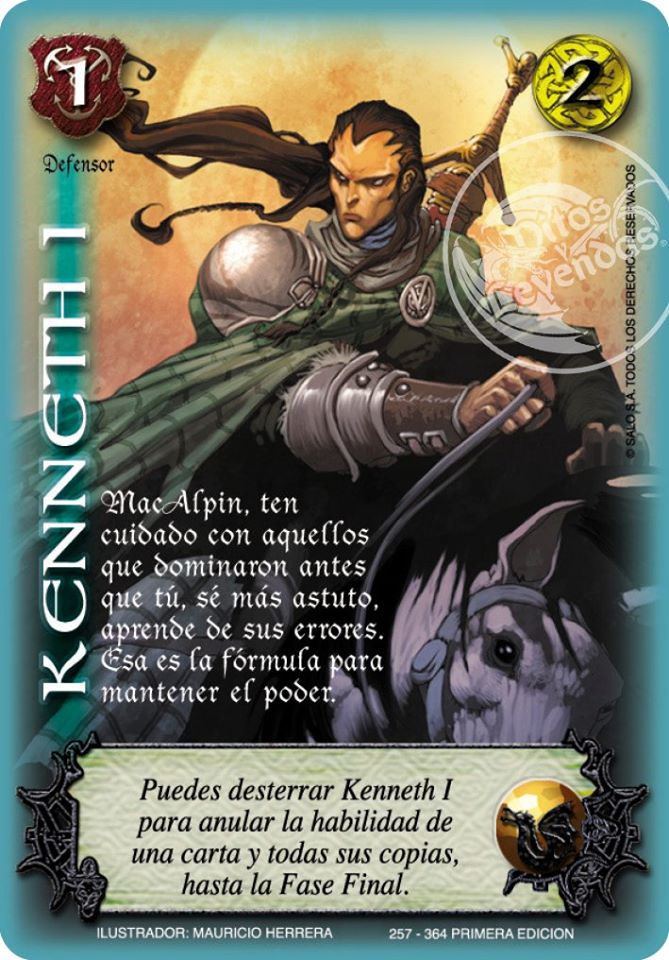 1
2
Defensor
KENNETH I
Mitos
y
Leyendas®
© SALO S.A. TODOS LOS DERECHOS RESERVADOS
MacAlpin, ten
cuidado con aquellos
que dominaron antes
que tú, sé más astuto,
aprende de sus errores.
Esa es la fórmula para
mantener el poder.
Puedes desterrar Kenneth I
para anular la habilidad de
una carta y todas sus copias,
hasta la Fase Final.
ILUSTRADOR: MAURICIO HERRERA
257 - 364 PRIMERA EDICION